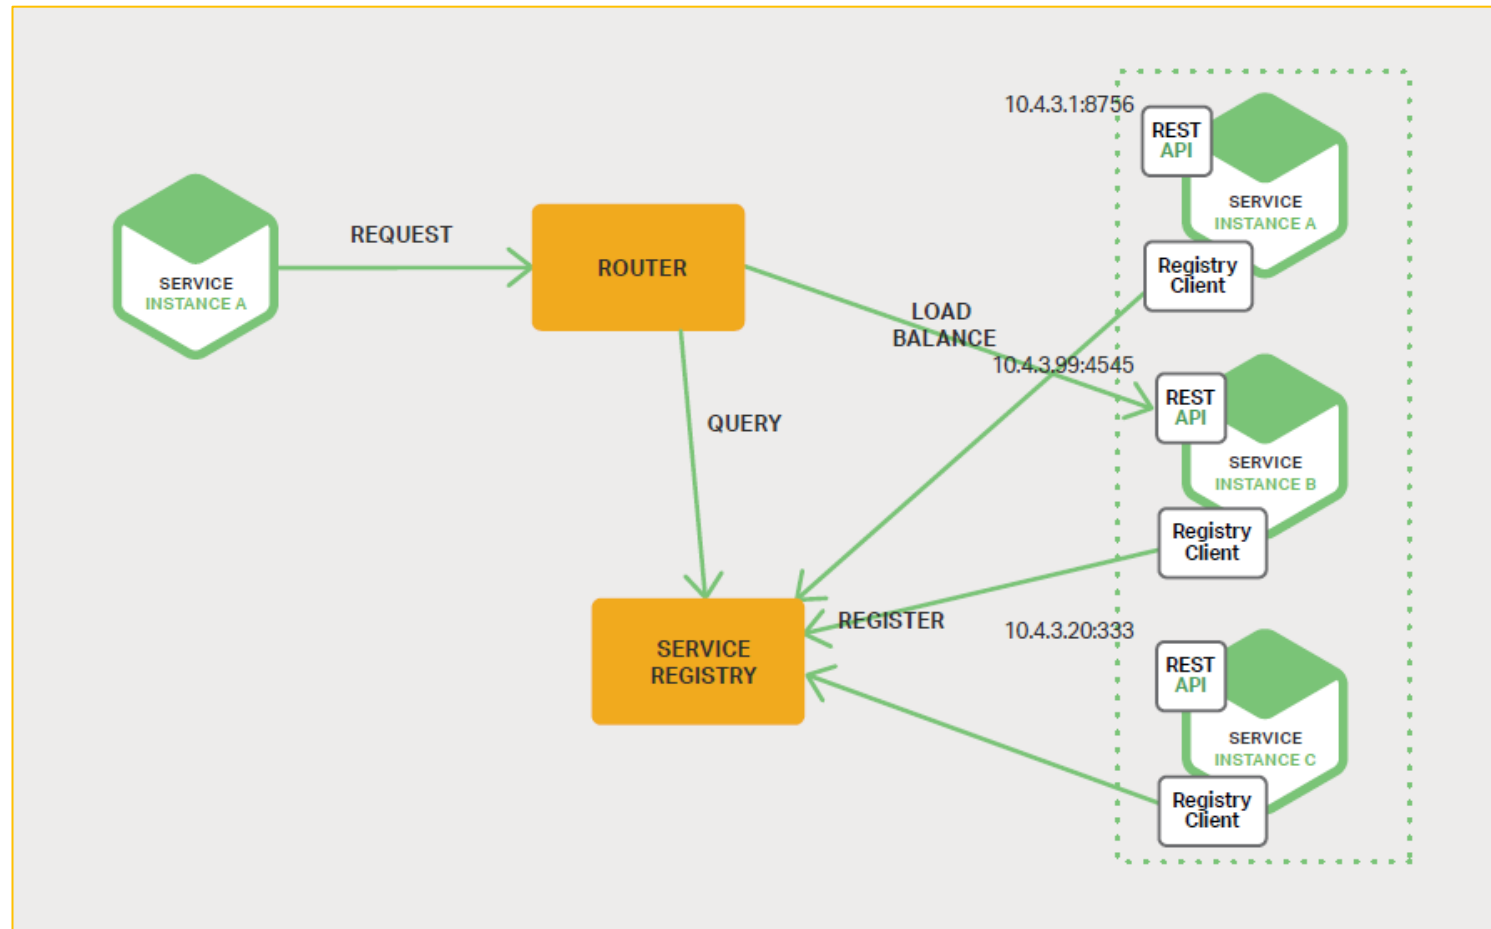 SERVICE
INSTANCE A
REQUEST
ROUTER
LOAD
BALANCE
QUERY
SERVICE
REGISTRY
REGISTER
10.4.3.1:8756
REST
API
SERVICE
INSTANCE A
Registry
Client
10.4.3.99:4545
REST
API
SERVICE
INSTANCE B
Registry
Client
10.4.3.20:333
REST
API
SERVICE
INSTANCE C
Registry
Client